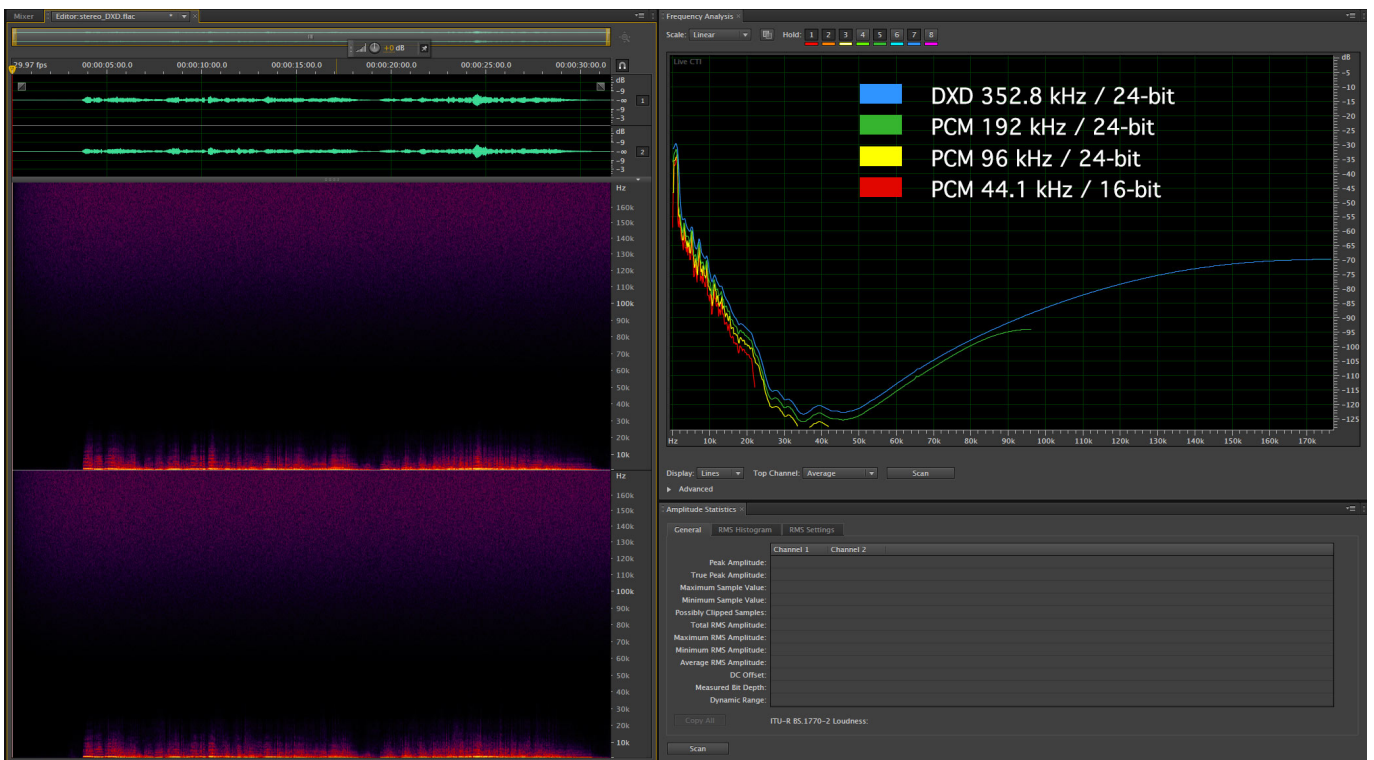 Mixer
Editor: stereo_DXD.flac *
+0 dB
29.97 fps 00:00:05:00.0 00:00:10:00.0 00:00:15:00.0 00:00:20:00.0 00:00:25:00.0 00:00:30:00.0
dB
-9
-∞
-9
-3
1
dB
-9
-∞
-9
-3
2
Hz
160k
150k
140k
130k
120k
110k
100k
90k
80k
70k
60k
50k
40k
30k
20k
10k
Hz
160k
150k
140k
130k
120k
110k
100k
90k
80k
70k
60k
50k
40k
30k
20k
10k
Frequency Analysis
Scale: Linear Hold: 1 2 3 4 5 6 7 8
Live CTI
DXD 352.8 kHz / 24-bit
PCM 192 kHz / 24-bit
PCM 96 kHz / 24-bit
PCM 44.1 kHz / 16-bit
dB
-5
-10
-15
-20
-25
-30
-35
-40
-45
-50
-55
-60
-65
-70
-75
-80
-85
-90
-95
-100
-105
-110
-115
-120
-125
Hz 10k 20k 30k 40k 50k 60k 70k 80k 90k 100k 110k 120k 130k 140k 150k 160k 170k
Display: Lines Top Channel: Average Scan
Advanced
Amplitude Statistics
General RMS Histogram RMS Settings
Channel 1 Channel 2
Peak Amplitude:
True Peak Amplitude:
Maximum Sample Value:
Minimum Sample Value:
Possibly Clipped Samples:
Total RMS Amplitude:
Maximum RMS Amplitude:
Minimum RMS Amplitude:
Average RMS Amplitude:
DC Offset:
Measured Bit Depth:
Dynamic Range:
Copy All ITU-R BS.1770-2 Loudness:
Scan